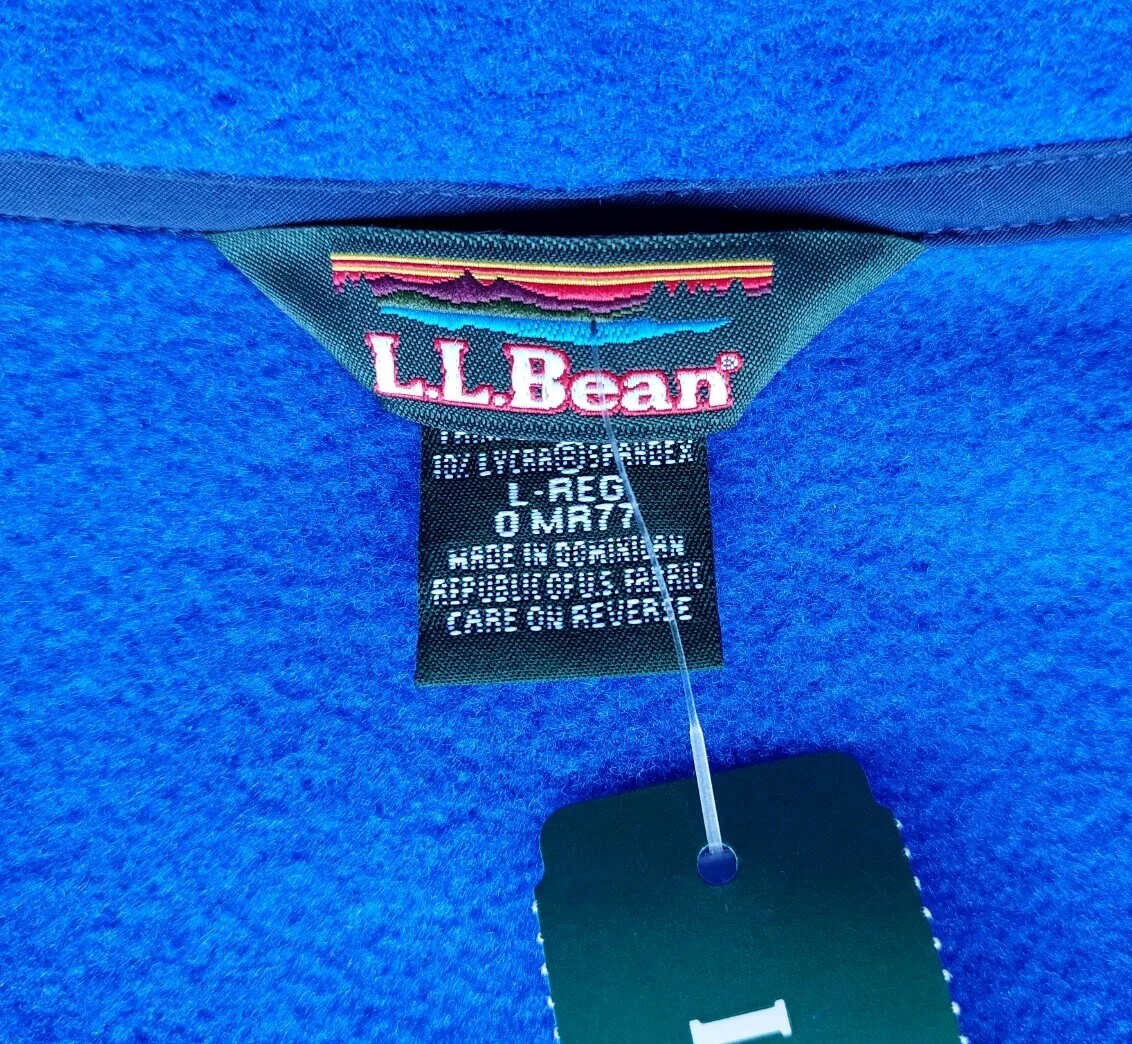 L.L.Bean®
10% LYCRA® SPANDEX
L-REG
0 MR77
MADE IN DOMINICAN
REPUBLIC OF U.S. FABRIC
CARE ON REVERSE